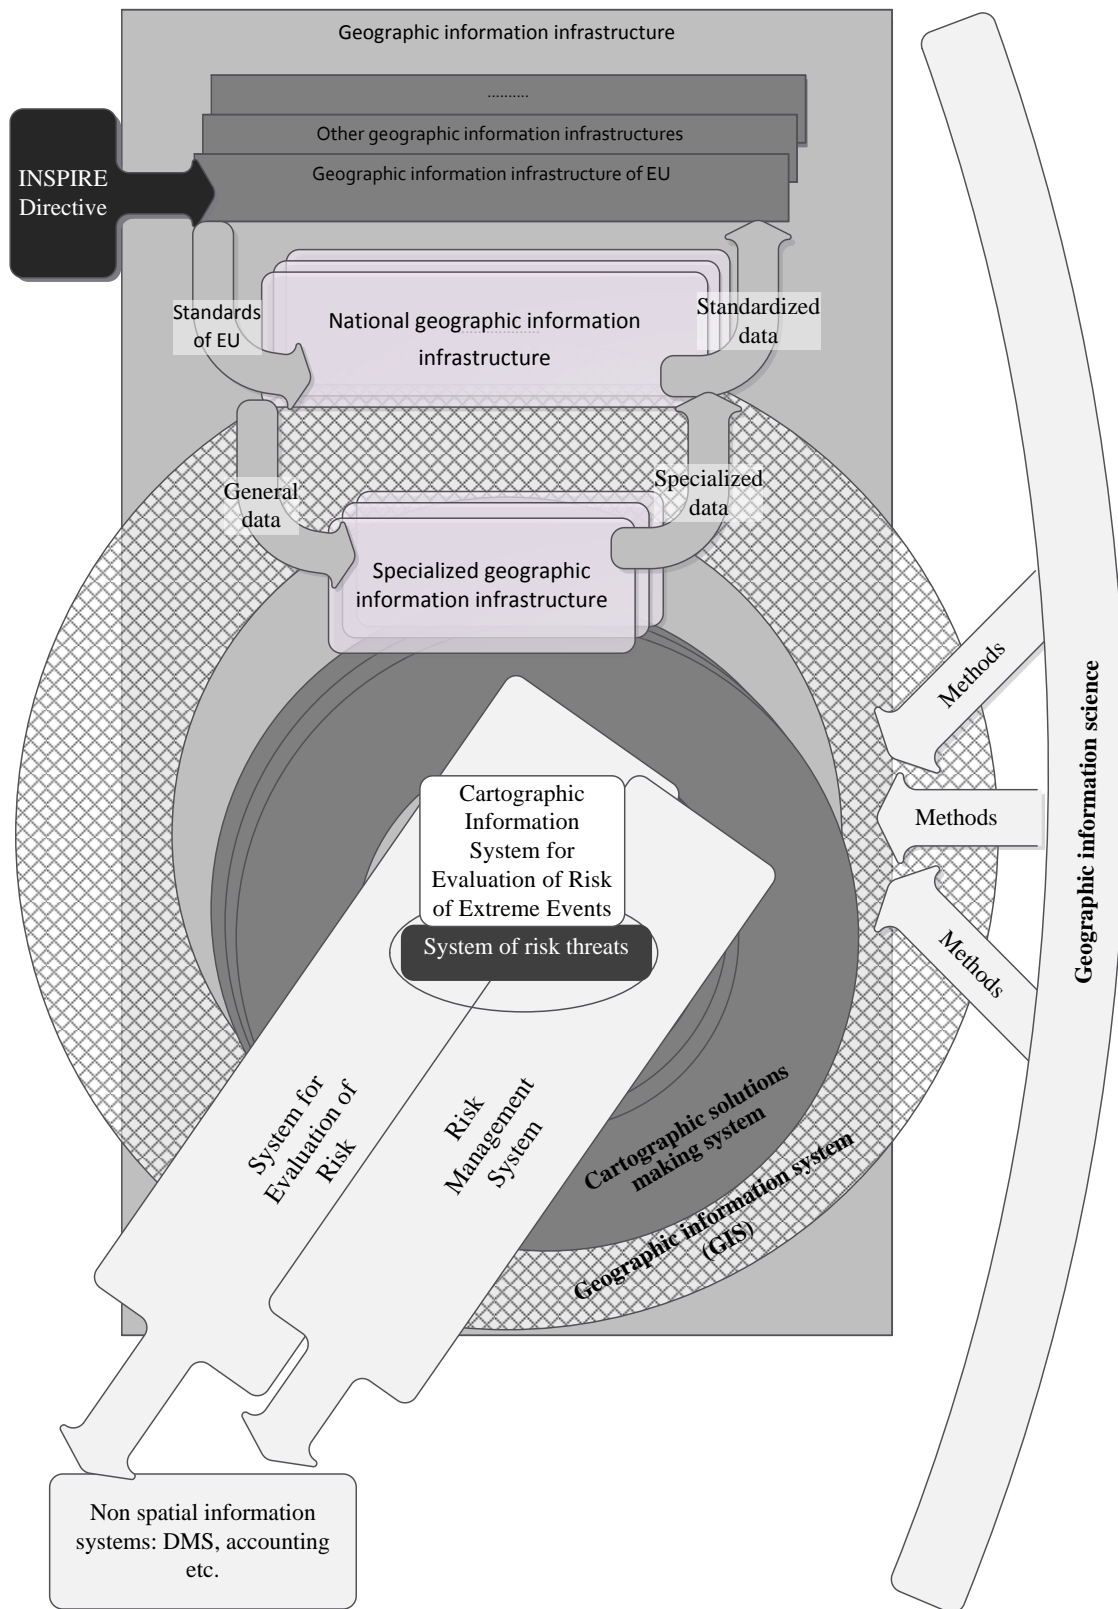 Geographic information infrastructure
..........
Other geographic information infrastructures
Geographic information infrastructure of EU
INSPIRE
Directive
Standards
of EU
National geographic information
infrastructure
Standardized
data
General
data
Specialized
data
Specialized geographic
information infrastructure
Methods
Methods
Methods
Geographic information science
Cartographic
Information
System for
Evaluation of Risk
of Extreme Events
System of risk threats
System for
Evaluation of
Risk
Risk
Management
System
Cartographic solutions
making system
Geographic information system
(GIS)
Non spatial information
systems: DMS, accounting
etc.